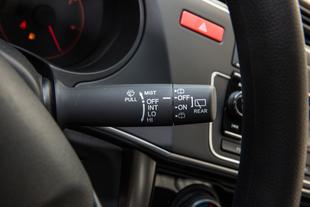 MIST
PULL
OFF
INT
LO
HI
OFF
ON
REAR